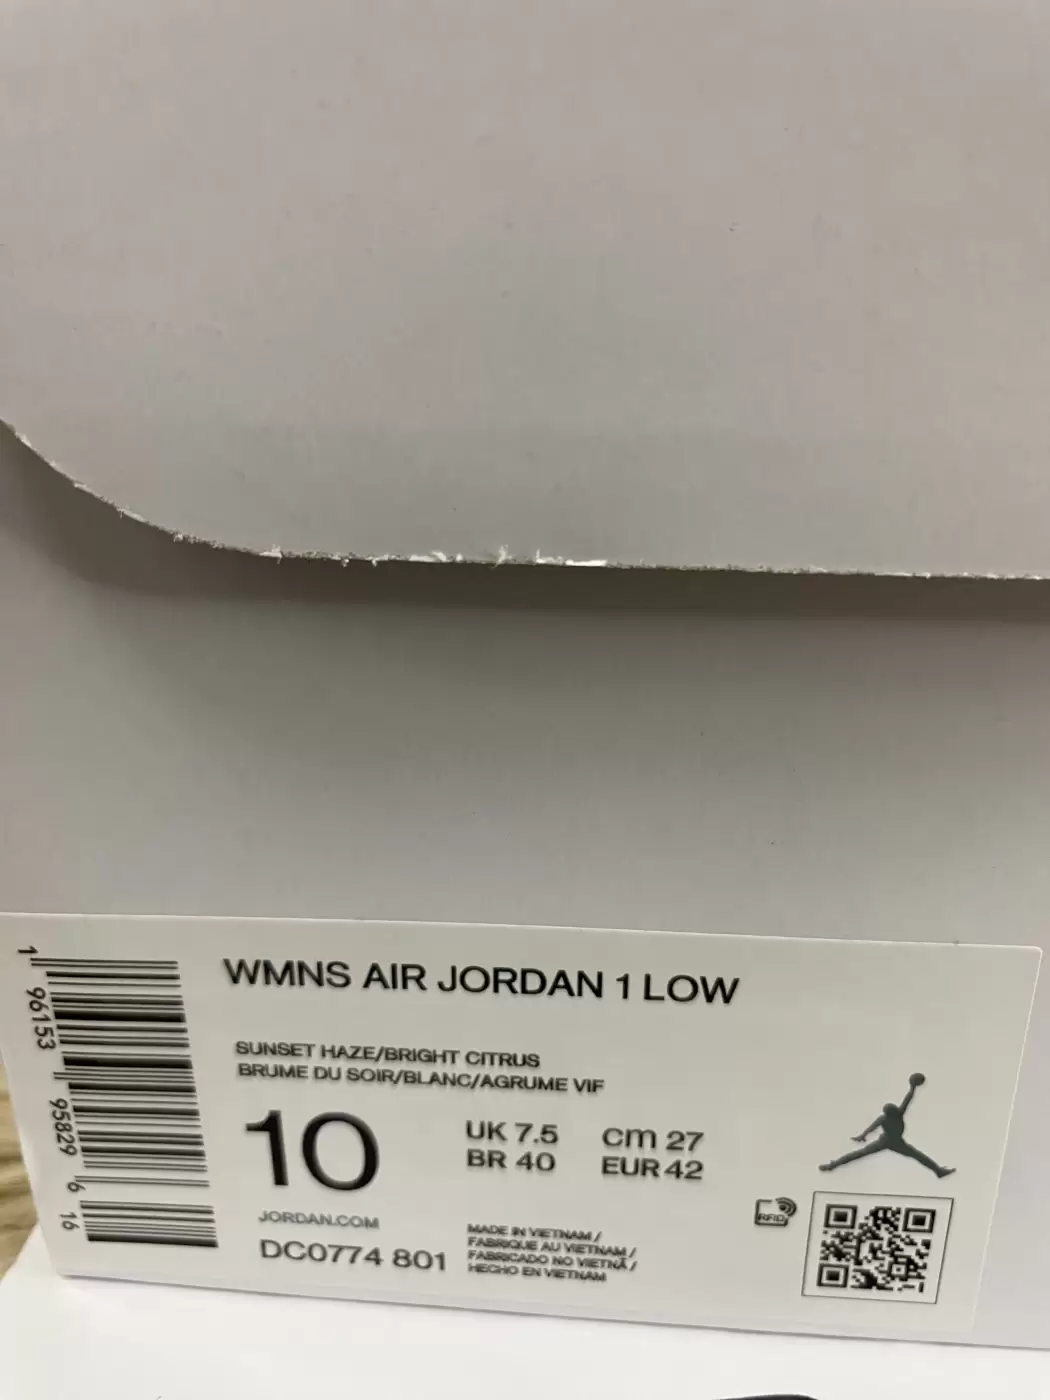 WMNS AIR JORDAN 1 LOW
SUNSET HAZE/BRIGHT CITRUS
BRUME DU SOIR/BLANC/AGRUME VIF
10
UK 7.5 CM 27
BR 40 EUR 42
JORDAN.COM
DC0774 801
MADE IN VIETNAM /
FABRIQUE AU VIETNAM /
FABRICADO NO VIETNÃ /
HECHO EN VIETNAM
RFID
1 96153 95829 6 16